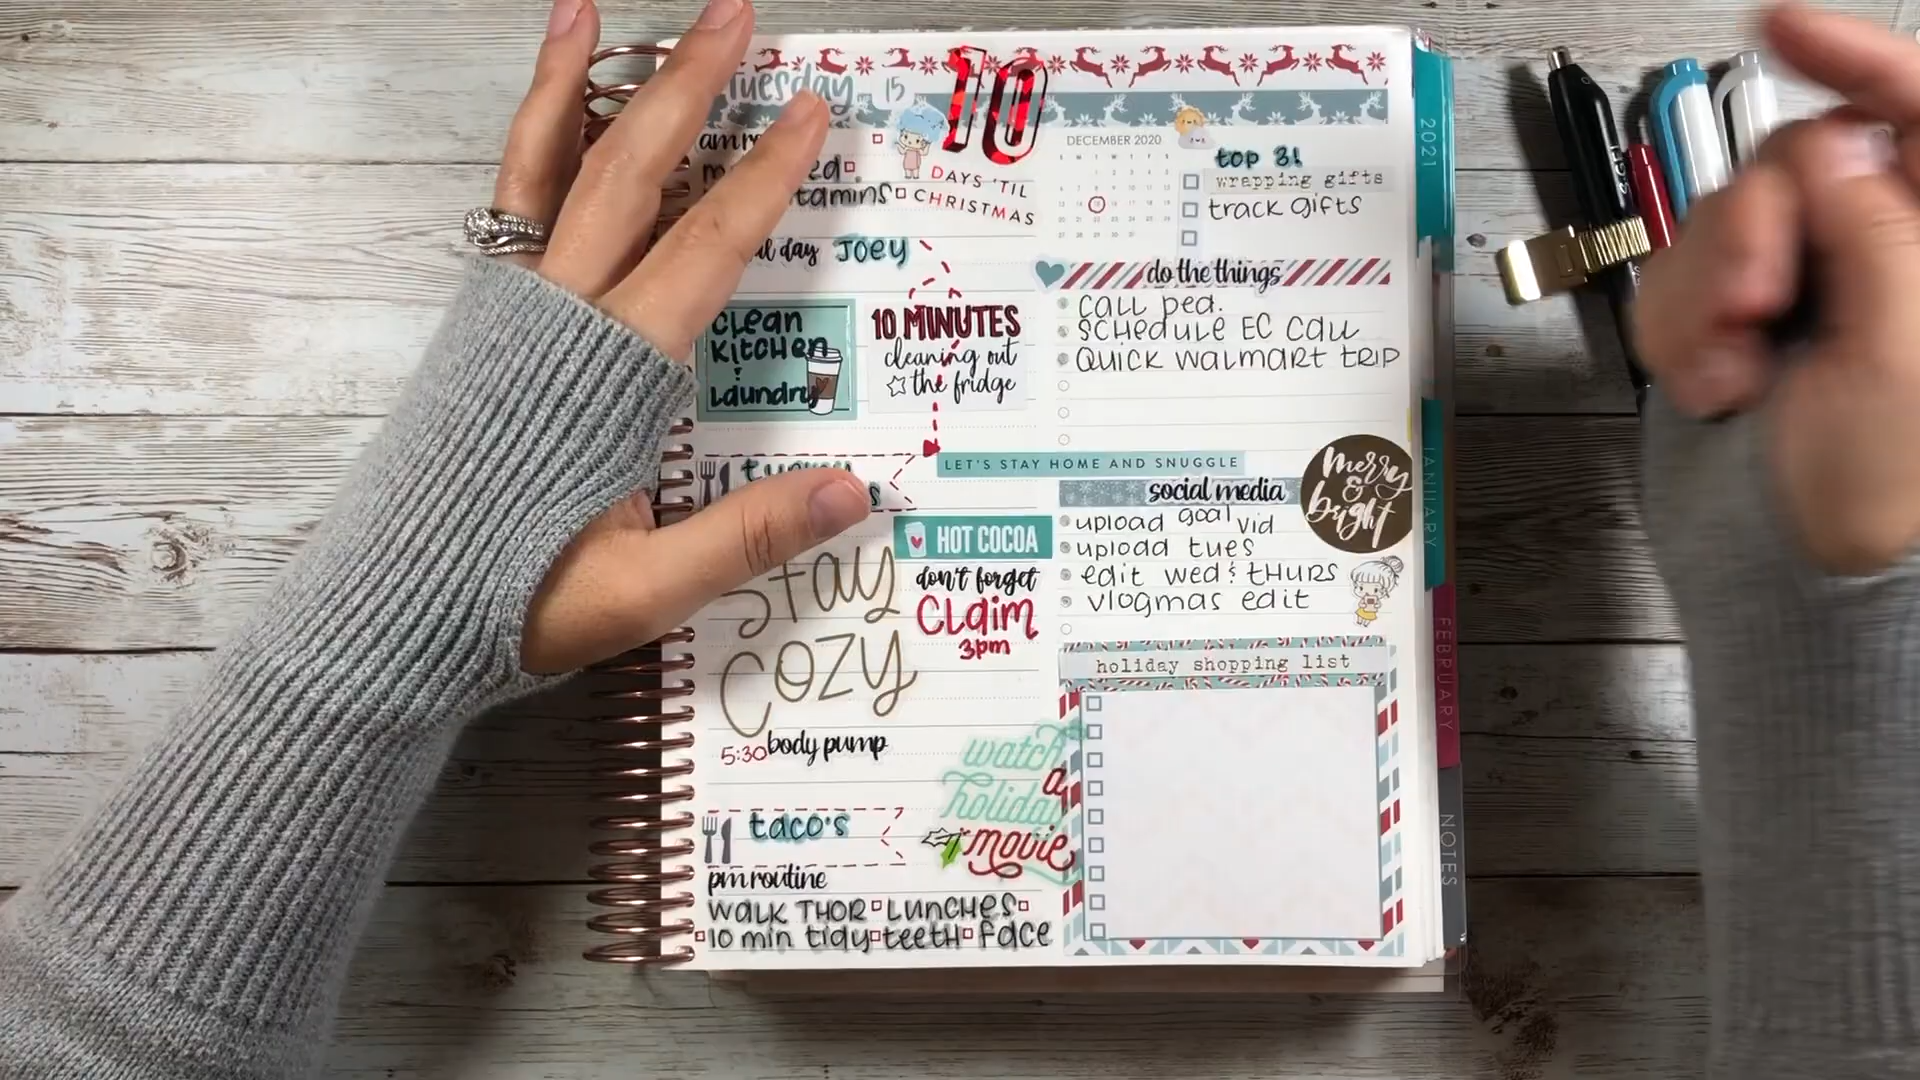 Tuesday 15
10
DAYS 'TIL
CHRISTMAS
DECEMBER 2020
top 3!
wrapping gifts
track gifts
day JOEY
do the things
CALL ped.
SCHEDULE EC CALL
QUICK WALMART TRIP
CLEAN
KITCHEN
LAUNDRY
10 MINUTES
cleaning out
the fridge
LET'S STAY HOME AND SNUGGLE
merry
&
bright
social media
upload goal vid
upload tues
edit wed & THURS
vlogmas edit
HOT COCOA
don't forget
CLAIM
3pm
Stay
Cozy
holiday shopping list
5:30 body pump
watch
a
holiday
movie
taco's
pm routine
WALK THOR LUNCHES
10 min tidy teeth face
2021
JANUARY
FEBRUARY
NOTES